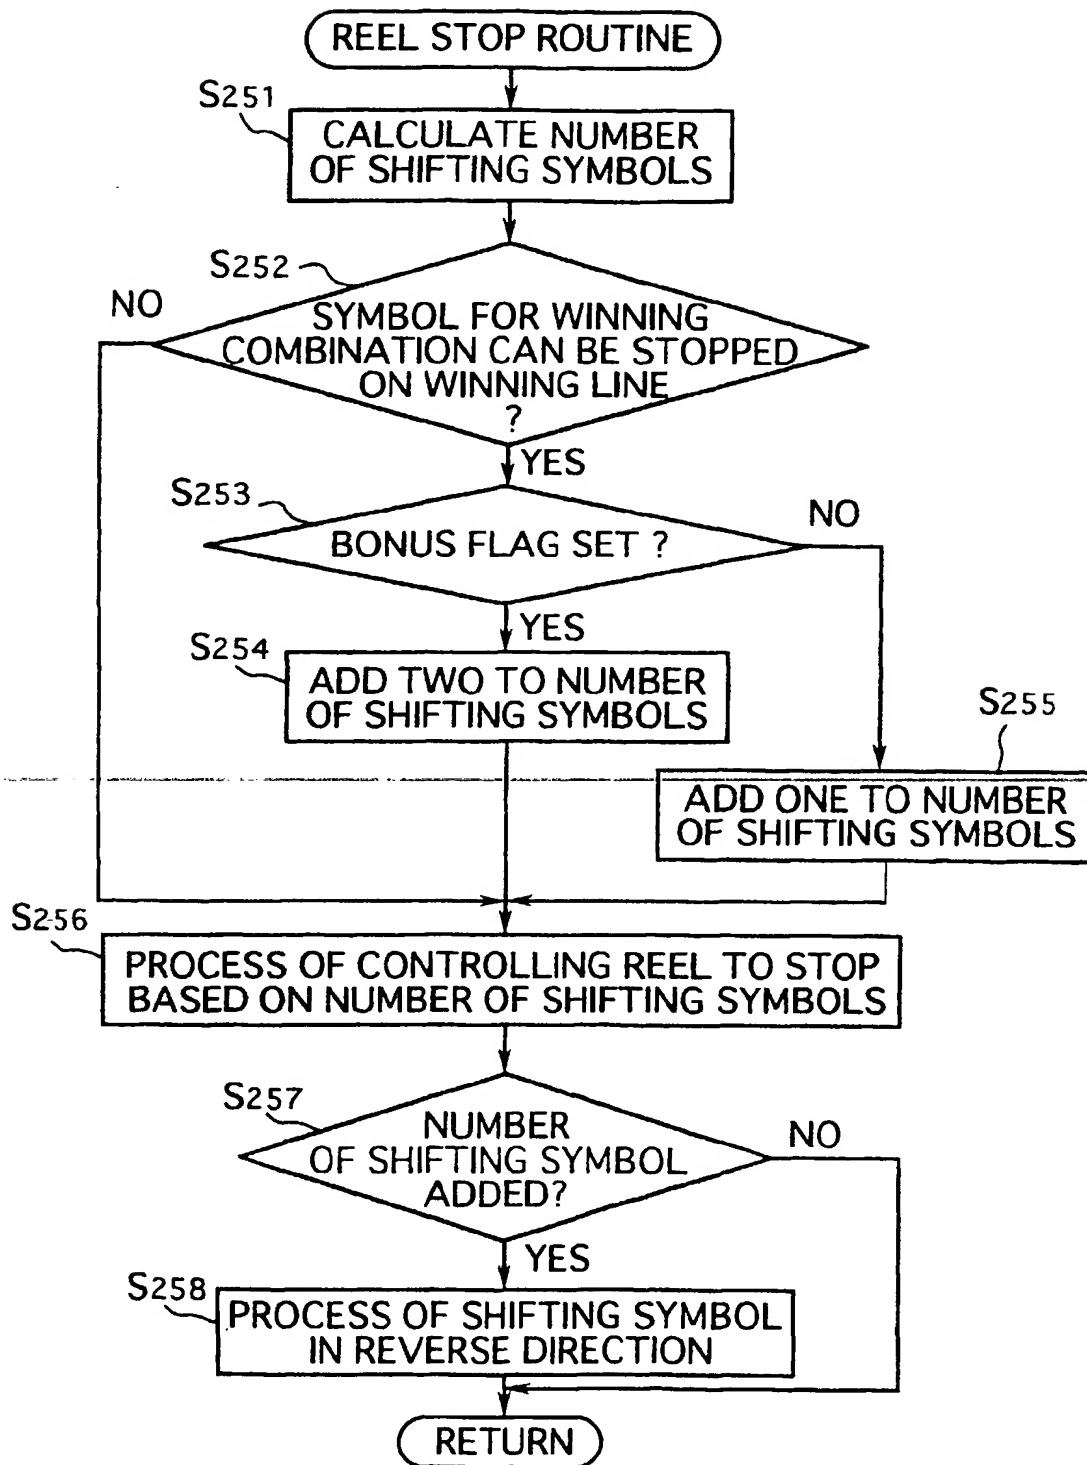 REEL STOP ROUTINE
S251
CALCULATE NUMBER
OF SHIFTING SYMBOLS
S252
NO
SYMBOL FOR WINNING
COMBINATION CAN BE STOPPED
ON WINNING LINE
?
YES
S253
NO
BONUS FLAG SET ?
YES
S254
ADD TWO TO NUMBER
OF SHIFTING SYMBOLS
S255
ADD ONE TO NUMBER
OF SHIFTING SYMBOLS
S256
PROCESS OF CONTROLLING REEL TO STOP
BASED ON NUMBER OF SHIFTING SYMBOLS
S257
NUMBER
OF SHIFTING SYMBOL
ADDED?
NO
YES
S258
PROCESS OF SHIFTING SYMBOL
IN REVERSE DIRECTION
RETURN